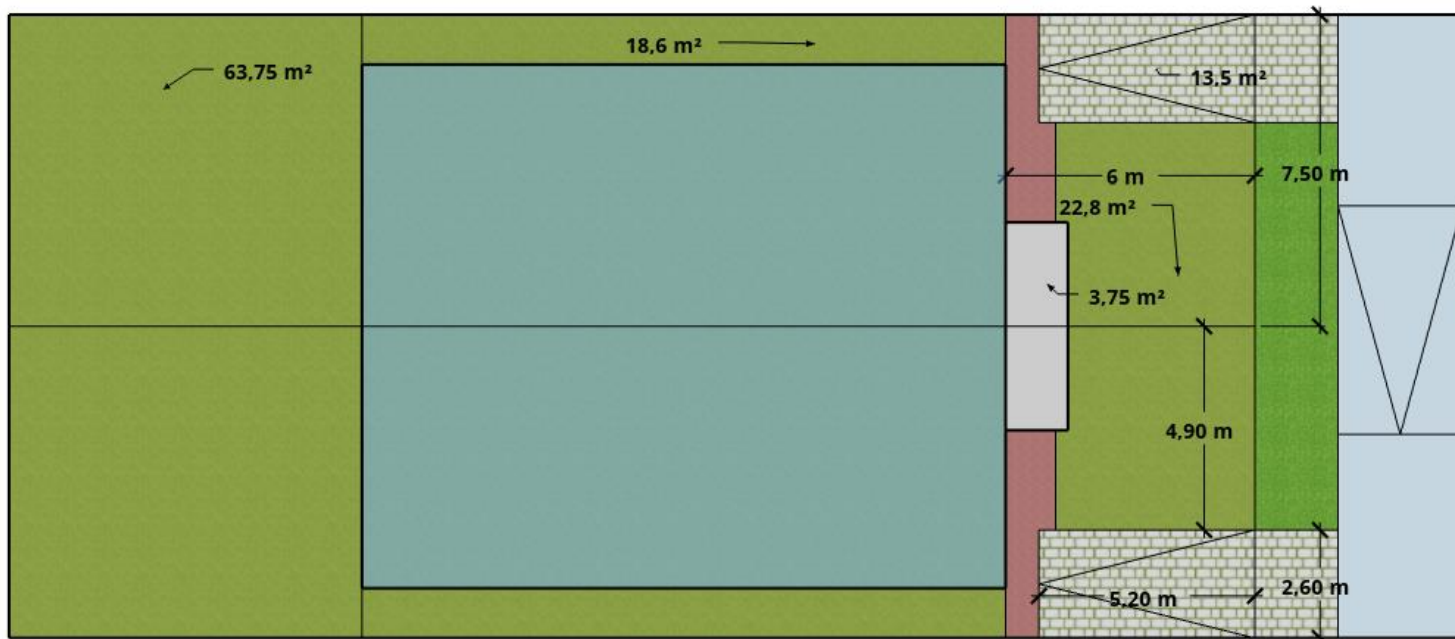 18,6 m²
63,75 m²
13,5 m²
6 m
7,50 m
22,8 m²
3,75 m²
4,90 m
5,20 m
2,60 m